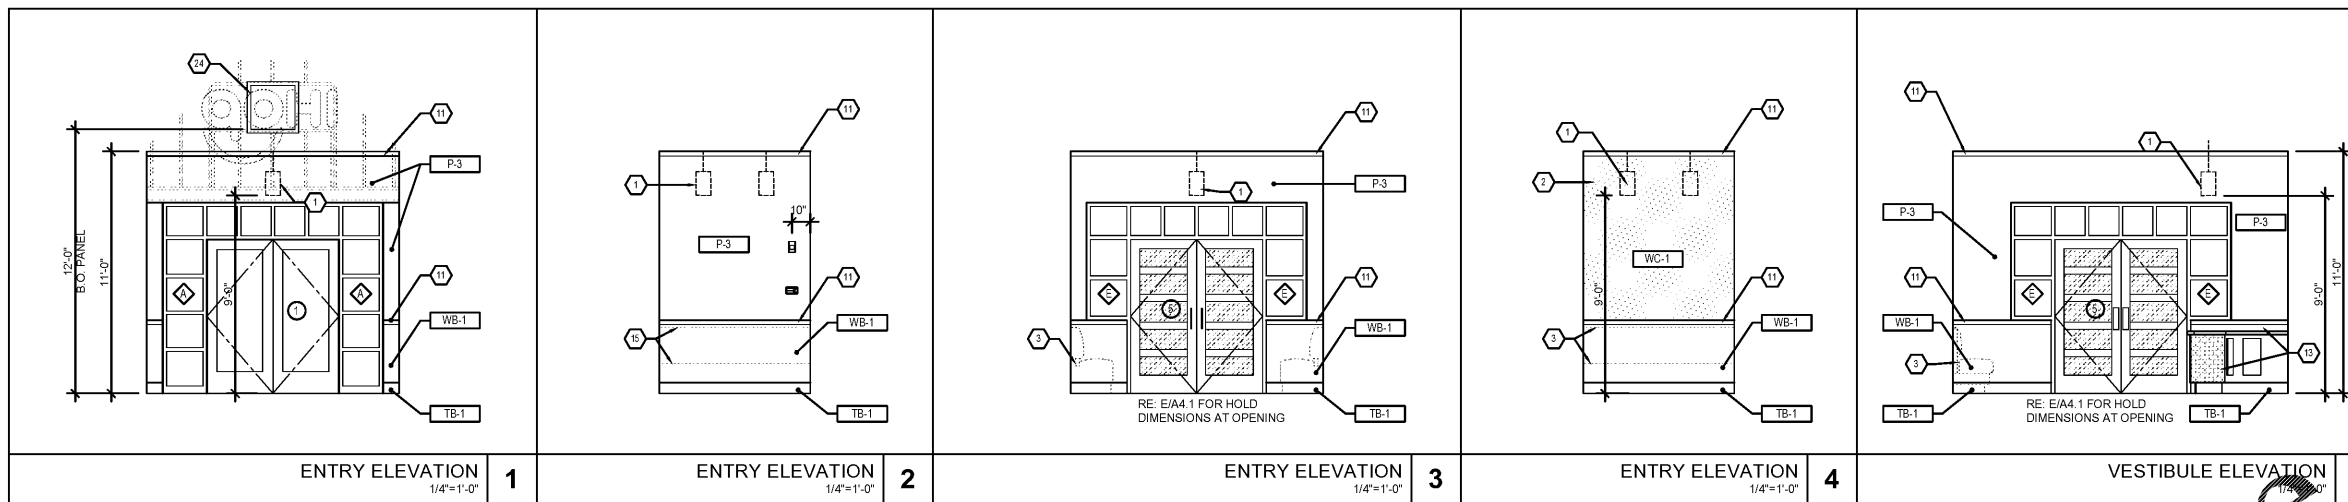 24
11
P-3
1
11
WB-1
TB-1
12'-0"
B.O. PANEL
11'-0"
9'-0"
A
1
A
ENTRY ELEVATION
1/4"=1'-0"
1
11
1
10"
P-3
11
WB-1
15
TB-1
ENTRY ELEVATION
1/4"=1'-0"
2
11
P-3
1
11
E
5
E
WB-1
3
TB-1
RE: E/A4.1 FOR HOLD
DIMENSIONS AT OPENING
ENTRY ELEVATION
1/4"=1'-0"
3
11
1
2
WC-1
9'-0"
11
WB-1
3
TB-1
ENTRY ELEVATION
1/4"=1'-0"
4
11
1
P-3
P-3
11
E
5
E
9'-0"
11'-0"
WB-1
3
13
TB-1
TB-1
RE: E/A4.1 FOR HOLD
DIMENSIONS AT OPENING
VESTIBULE ELEVATION